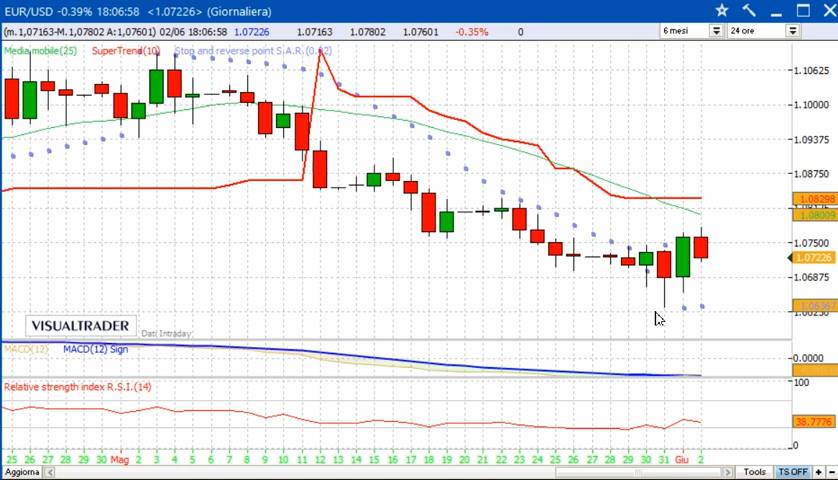 EUR/USD -0.39% 18:06:58 <1.07226> (Giornaliera)
(m.1,07163-M.1,07802 A:1,07601) 02/06 18:06:58 1.07226 1.07163 1.07802 1.07601 0 -0.35% 6 mesi 24 ore
Media mobile(25) SuperTrend(10) Stop and reverse point S.A.R.(0.02)
1.10625
1.10000
1.09375
1.08750
1.08298
1.08009
1.07500
1.07226
1.06875
VISUALTRADER
Dati Intraday
MACD(12) MACD(12) Sign
0.0000
Relative strength index R.S.I.(14)
100
38.7776
0
25 26 27 28 29 30 Mag 2 3 4 5 6 7 8 9 10 11 12 13 14 15 16 17 18 19 20 21 22 23 24 25 26 27 28 29 30 31 Giu 2
Aggiorna Tools TS OFF